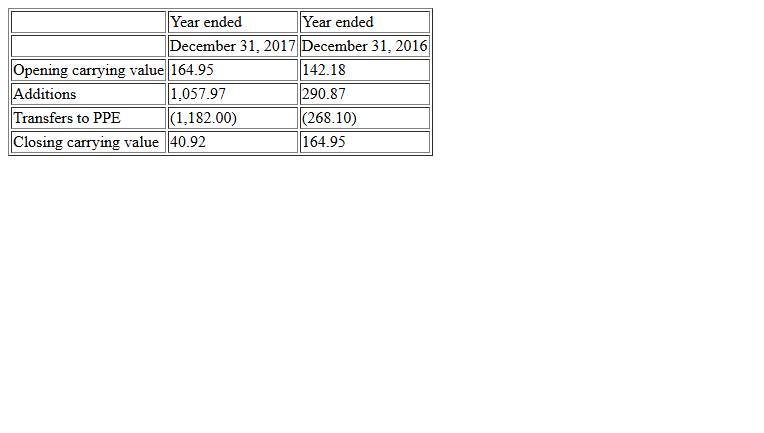 Year ended Year ended
December 31, 2017 December 31, 2016
Opening carrying value 164.95 142.18
Additions 1,057.97 290.87
Transfers to PPE (1,182.00) (268.10)
Closing carrying value 40.92 164.95